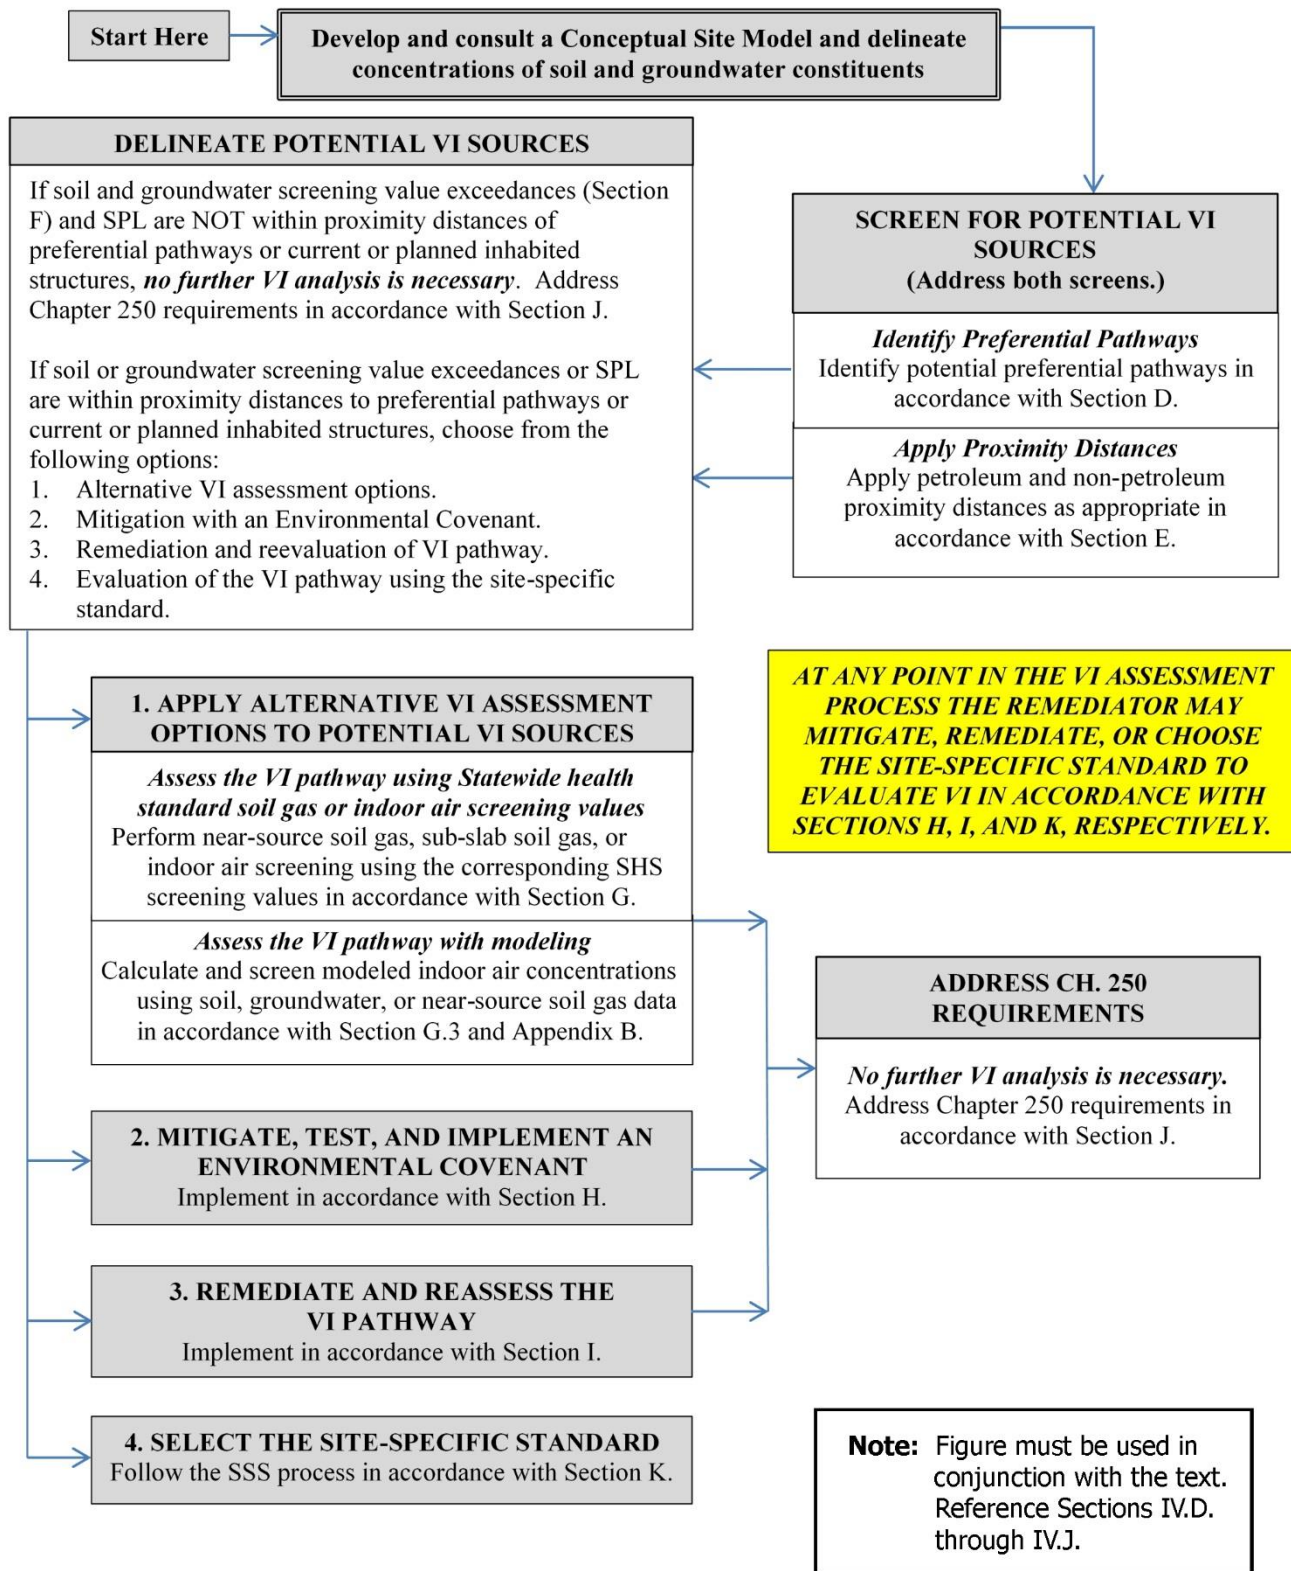 Start Here
Develop and consult a Conceptual Site Model and delineate
concentrations of soil and groundwater constituents
DELINEATE POTENTIAL VI SOURCES
If soil and groundwater screening value exceedances (Section
F) and SPL are NOT within proximity distances of
preferential pathways or current or planned inhabited
structures, no further VI analysis is necessary. Address
Chapter 250 requirements in accordance with Section J.
If soil or groundwater screening value exceedances or SPL
are within proximity distances to preferential pathways or
current or planned inhabited structures, choose from the
following options:
1. Alternative VI assessment options.
2. Mitigation with an Environmental Covenant.
3. Remediation and reevaluation of VI pathway.
4. Evaluation of the VI pathway using the site-specific
standard.
SCREEN FOR POTENTIAL VI
SOURCES
(Address both screens.)
Identify Preferential Pathways
Identify potential preferential pathways in
accordance with Section D.
Apply Proximity Distances
Apply petroleum and non-petroleum
proximity distances as appropriate in
accordance with Section E.
AT ANY POINT IN THE VI ASSESSMENT
PROCESS THE REMEDIATOR MAY
MITIGATE, REMEDIATE, OR CHOOSE
THE SITE-SPECIFIC STANDARD TO
EVALUATE VI IN ACCORDANCE WITH
SECTIONS H, I, AND K, RESPECTIVELY.
1. APPLY ALTERNATIVE VI ASSESSMENT
OPTIONS TO POTENTIAL VI SOURCES
Assess the VI pathway using Statewide health
standard soil gas or indoor air screening values
Perform near-source soil gas, sub-slab soil gas, or
indoor air screening using the corresponding SHS
screening values in accordance with Section G.
Assess the VI pathway with modeling
Calculate and screen modeled indoor air concentrations
using soil, groundwater, or near-source soil gas data
in accordance with Section G.3 and Appendix B.
2. MITIGATE, TEST, AND IMPLEMENT AN
ENVIRONMENTAL COVENANT
Implement in accordance with Section H.
3. REMEDIATE AND REASSESS THE
VI PATHWAY
Implement in accordance with Section I.
4. SELECT THE SITE-SPECIFIC STANDARD
Follow the SSS process in accordance with Section K.
ADDRESS CH. 250
REQUIREMENTS
No further VI analysis is necessary.
Address Chapter 250 requirements in
accordance with Section J.
Note: Figure must be used in
conjunction with the text.
Reference Sections IV.D.
through IV.J.